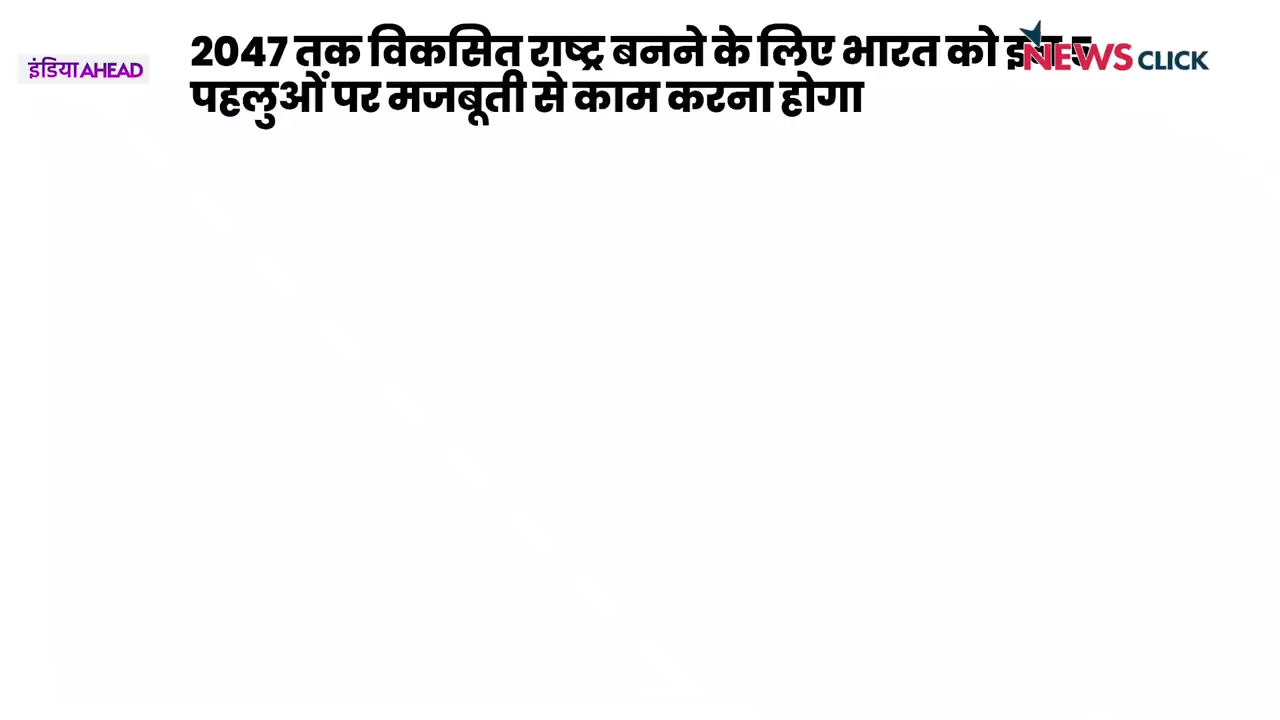 2047 तक विकसित राष्ट्र बनने के लिए भारत को
पहलुओं पर मजबूती से काम करना होगा
इंडिया AHEAD
NEWS CLICK